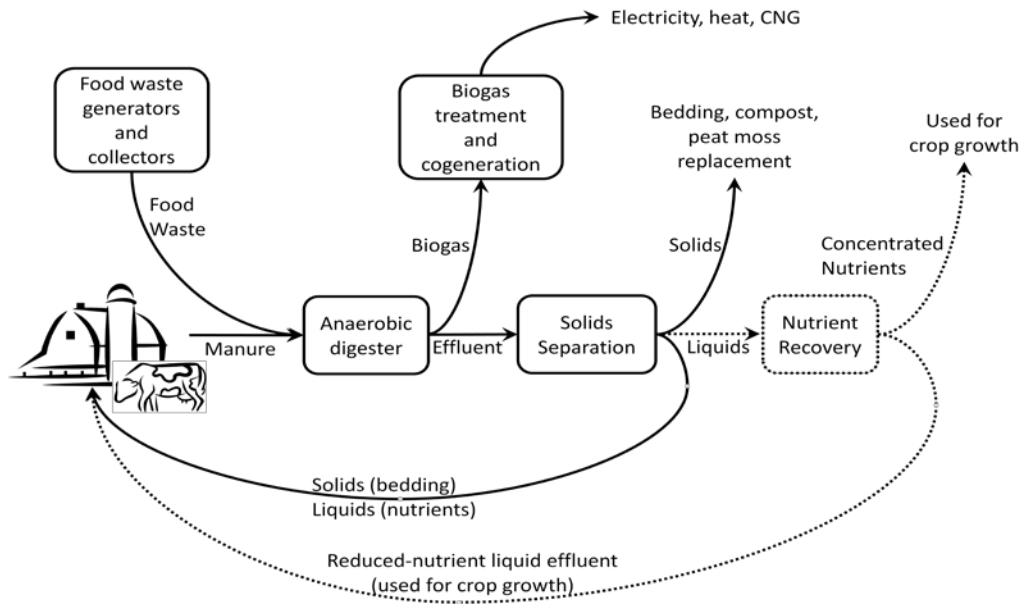 Electricity, heat, CNG
Food waste
generators
and
collectors
Biogas
treatment
and
cogeneration
Bedding, compost,
peat moss
replacement
Used for
crop growth
Food
Waste
Biogas
Solids
Concentrated
Nutrients
Manure
Anaerobic
digester
Effluent
Solids
Separation
Liquids
Nutrient
Recovery
Solids (bedding)
Liquids (nutrients)
Reduced-nutrient liquid effluent
(used for crop growth)